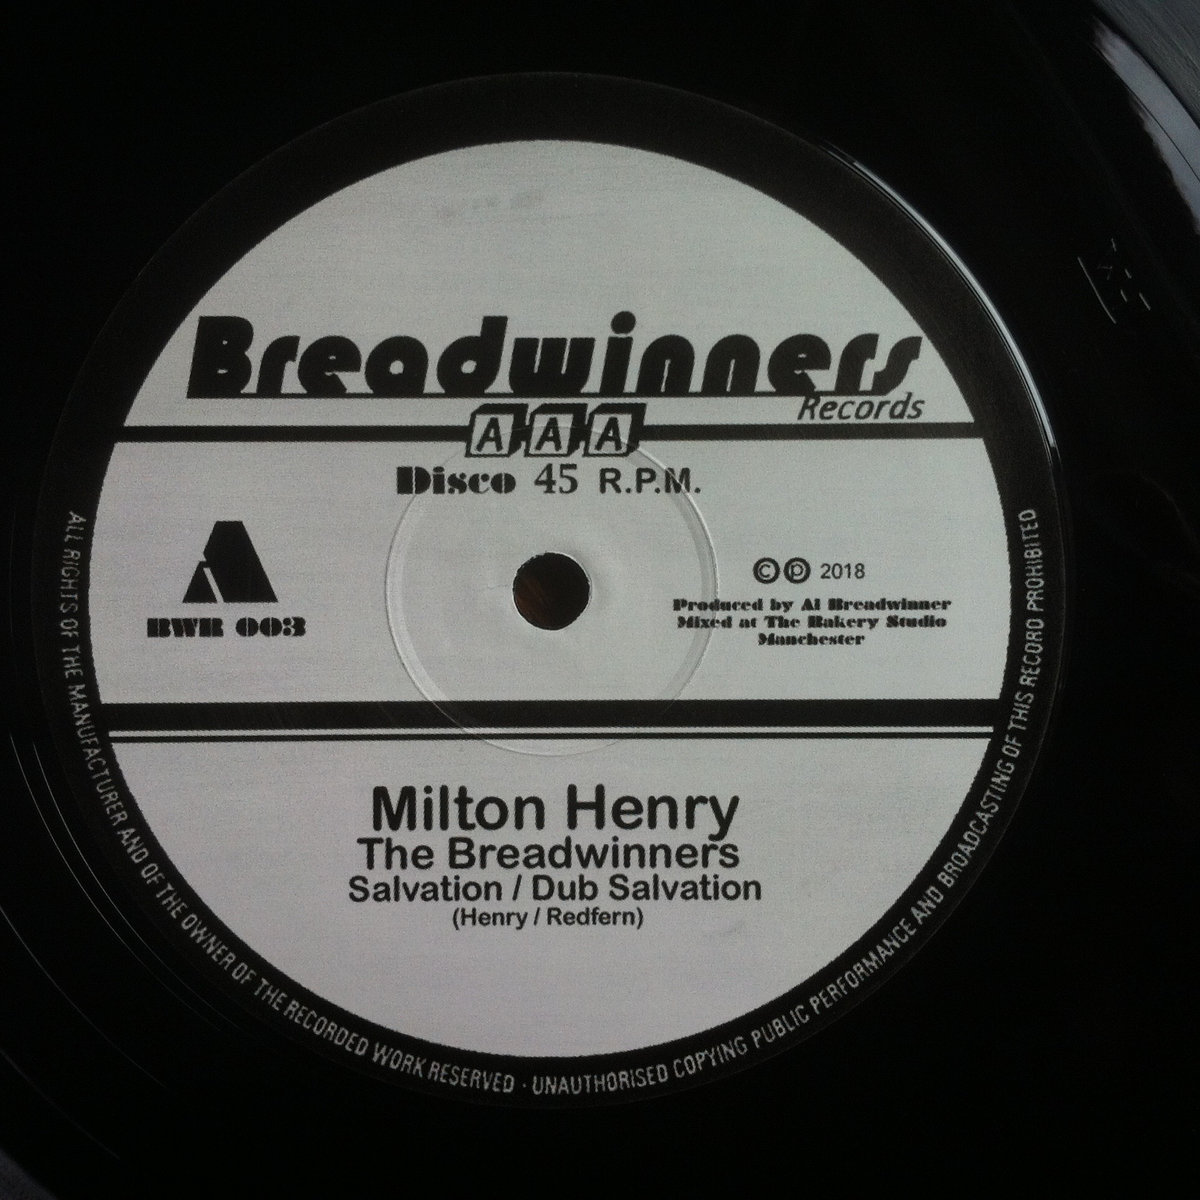 Breadwinners
Records
AAA
Disco 45 R.P.M.
A
BWR 003
© ℗ 2018
Produced by Al Breadwinner
Mixed at The Bakery Studio
Manchester
Milton Henry
The Breadwinners
Salvation / Dub Salvation
(Henry / Redfern)
ALL RIGHTS OF THE MANUFACTURER AND OF THE OWNER OF THE RECORDED WORK RESERVED · UNAUTHORISED COPYING PUBLIC PERFORMANCE AND BROADCASTING OF THIS RECORD PROHIBITED